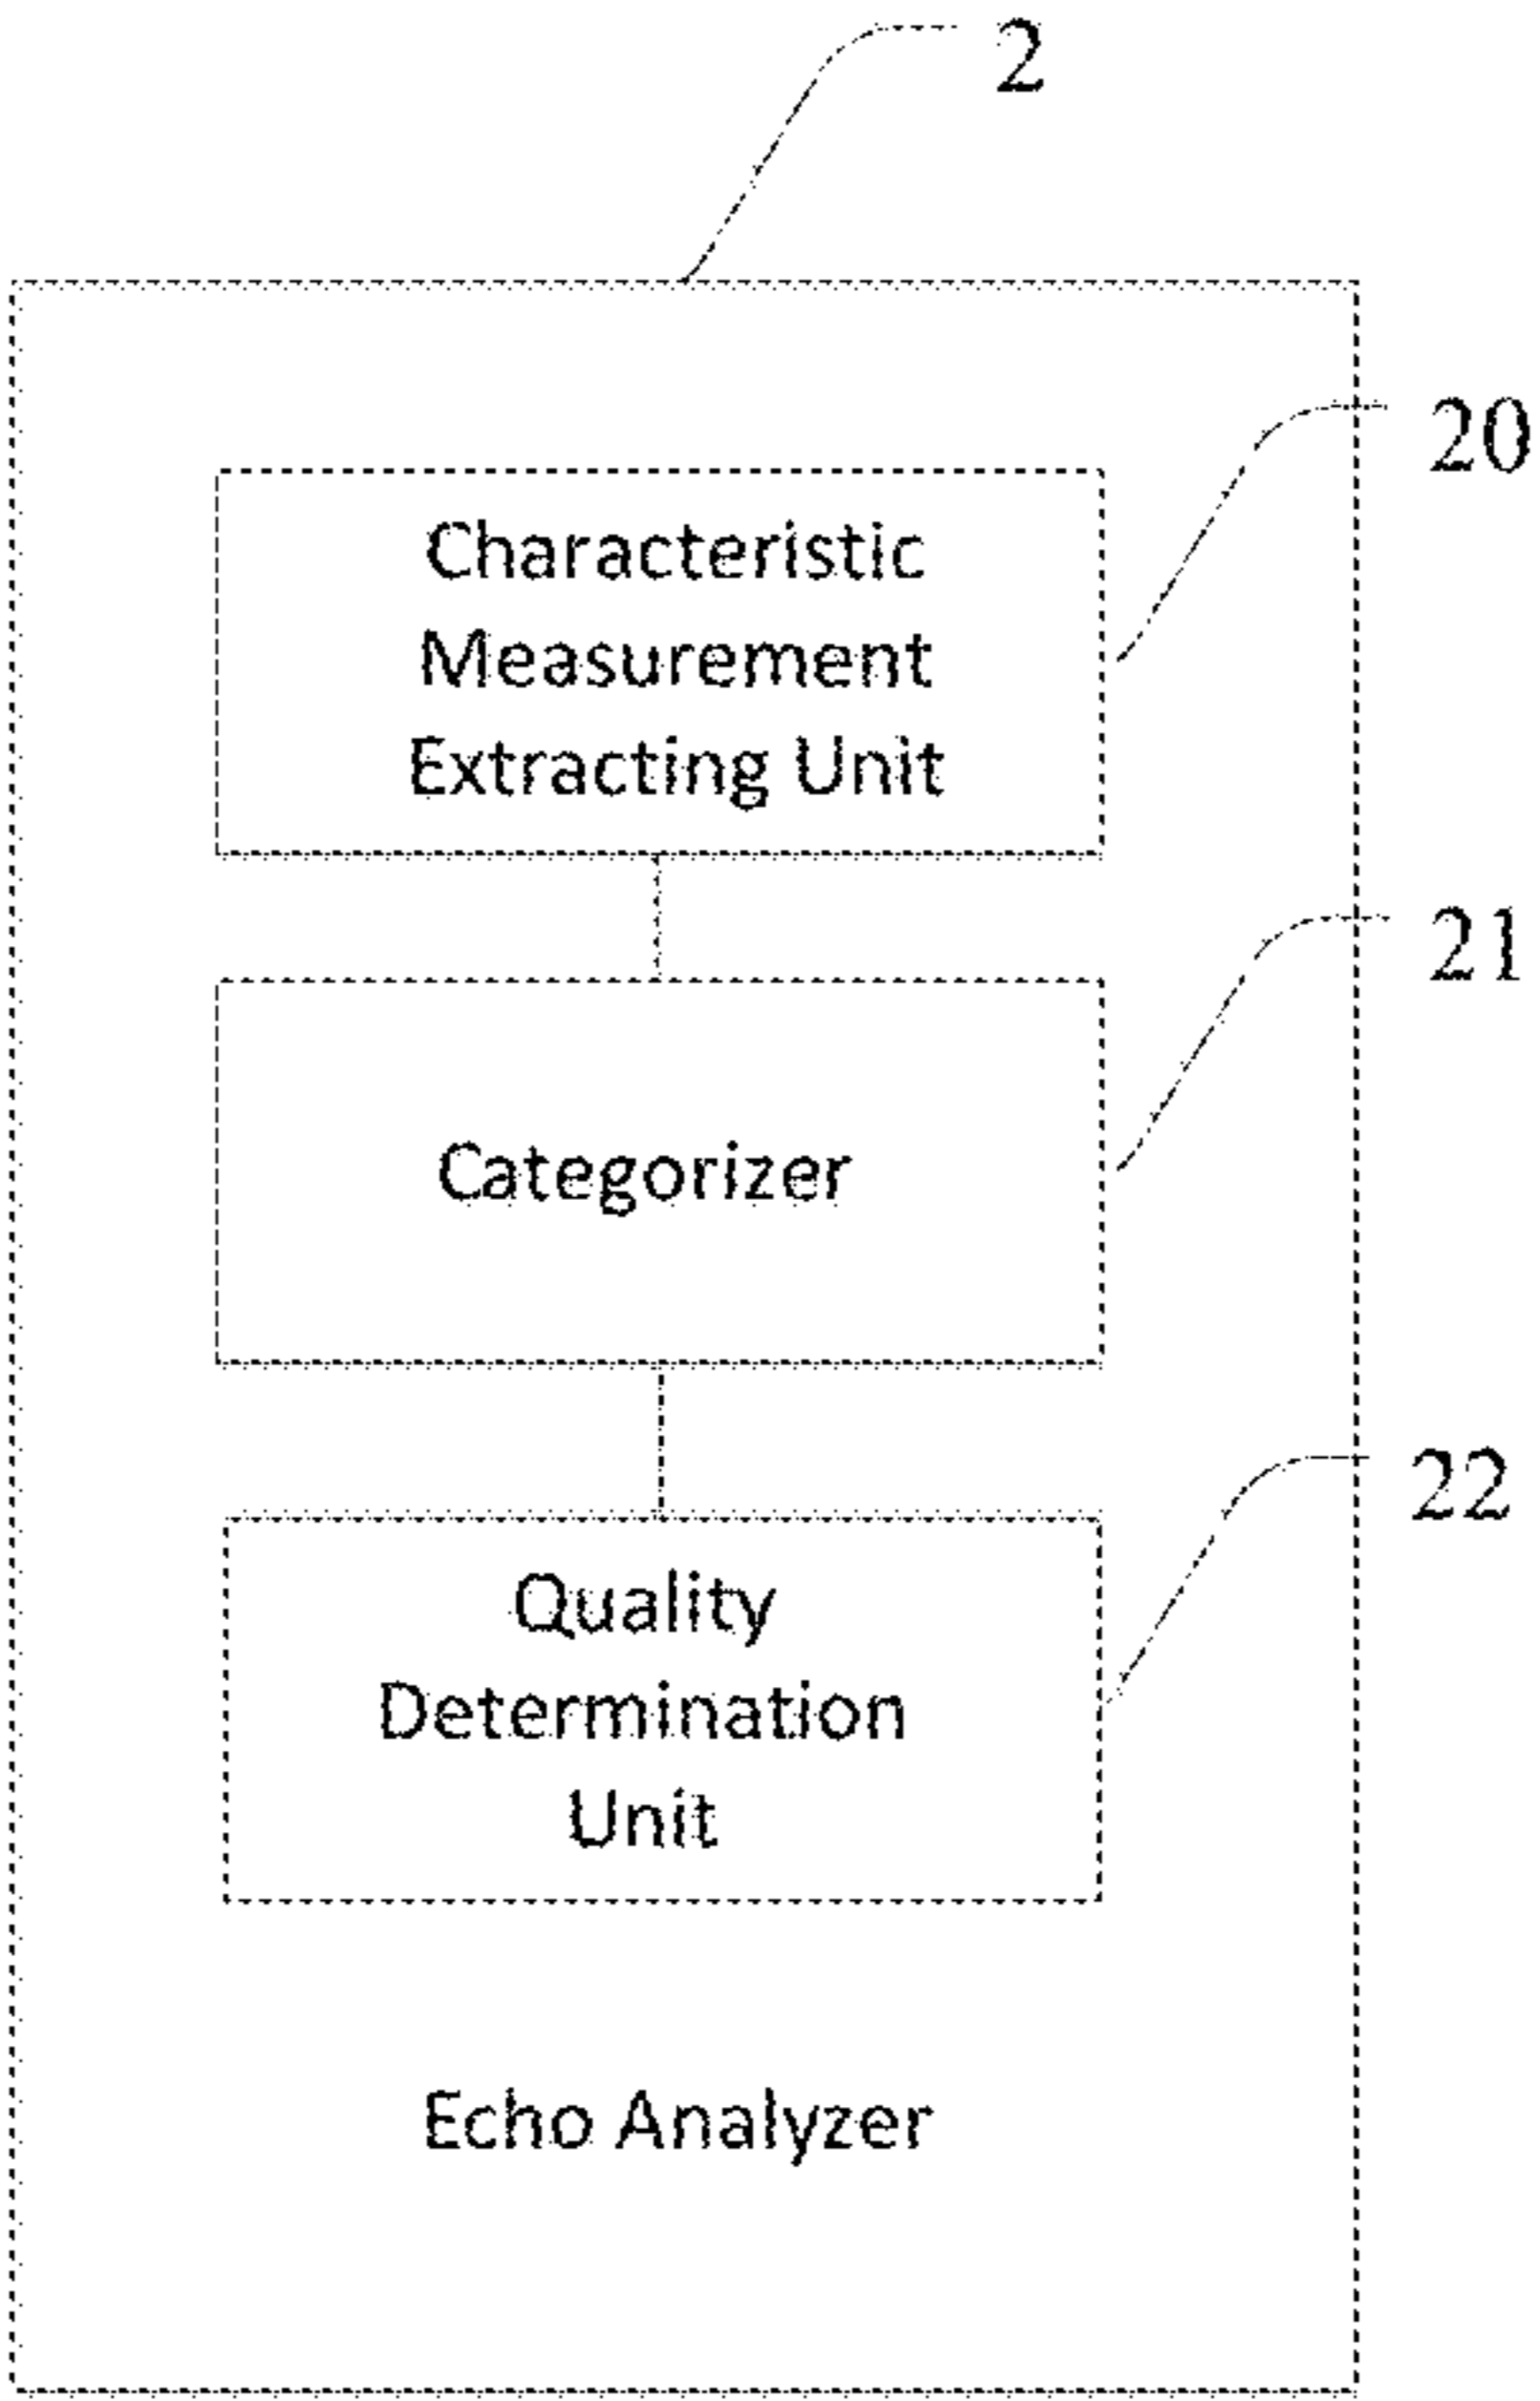 2
20
Characteristic
Measurement
Extracting Unit
21
Categorizer
22
Quality
Determination
Unit
Echo Analyzer